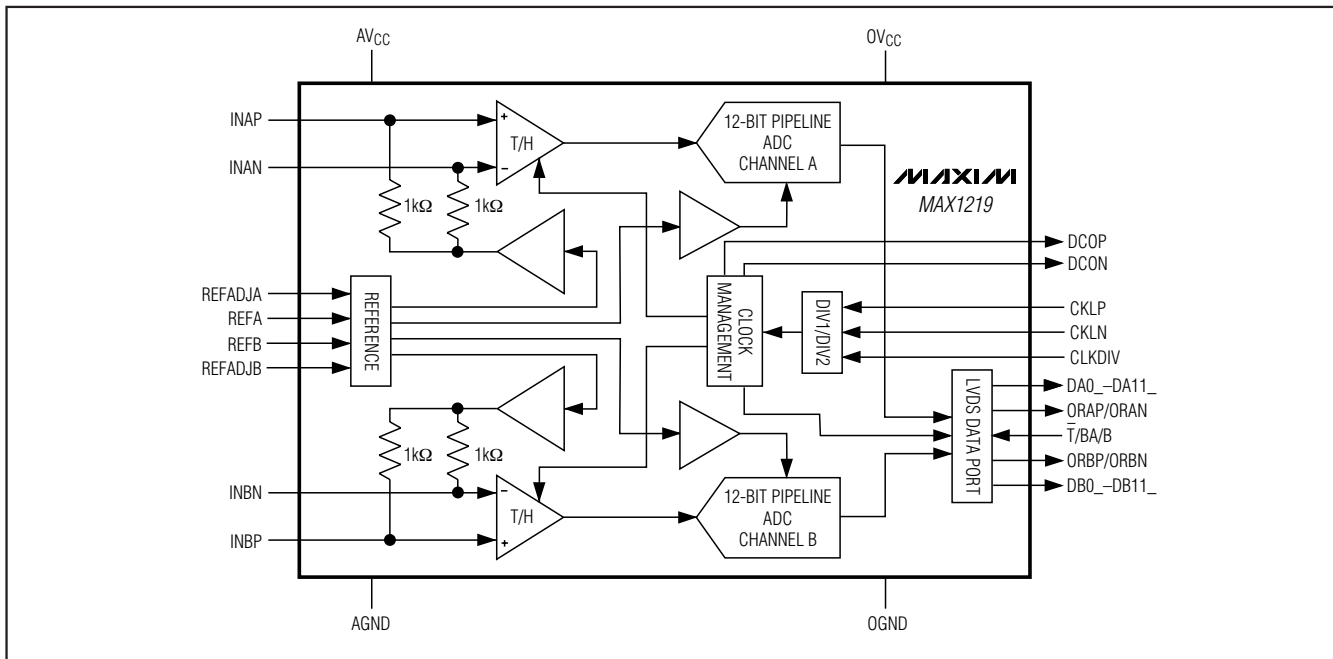 AVCC
OVCC
INAP
INAN
+
T/H
−
12-BIT PIPELINE
ADC
CHANNEL A
MAXIM
MAX1219
1kΩ
1kΩ
DCOP
DCON
REFADJA
REFA
REFB
REFADJB
REFERENCE
CLOCK
MANAGEMENT
DIV1/DIV2
CKLP
CKLN
CLKDIV
LVDS DATA PORT
DA0_–DA11_
ORAP/ORAN
T̅/BA/B
ORBP/ORBN
DB0_–DB11_
1kΩ
1kΩ
INBN
INBP
−
T/H
+
12-BIT PIPELINE
ADC
CHANNEL B
AGND
OGND